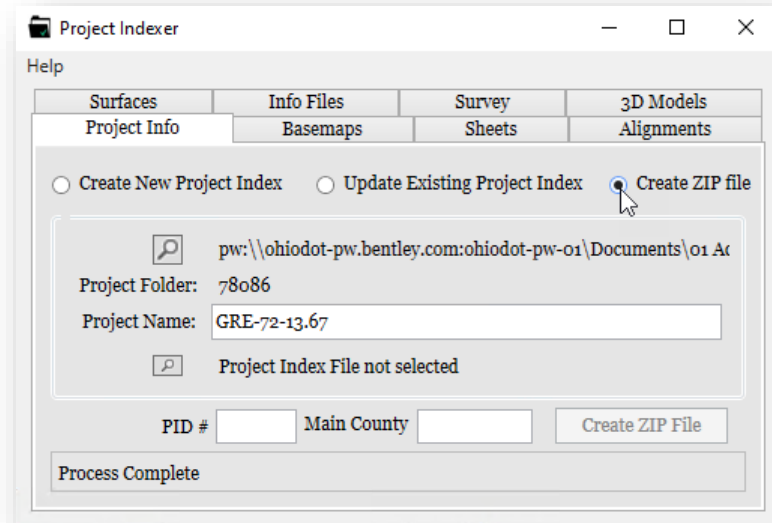 Project Indexer
Help
Surfaces Info Files Survey 3D Models
Project Info Basemaps Sheets Alignments
Create New Project Index Update Existing Project Index Create ZIP file
pw:\\ohiodot-pw.bentley.com:ohiodot-pw-01\Documents\01 Ac
Project Folder: 78086
Project Name: GRE-72-13.67
Project Index File not selected
PID # Main County Create ZIP File
Process Complete